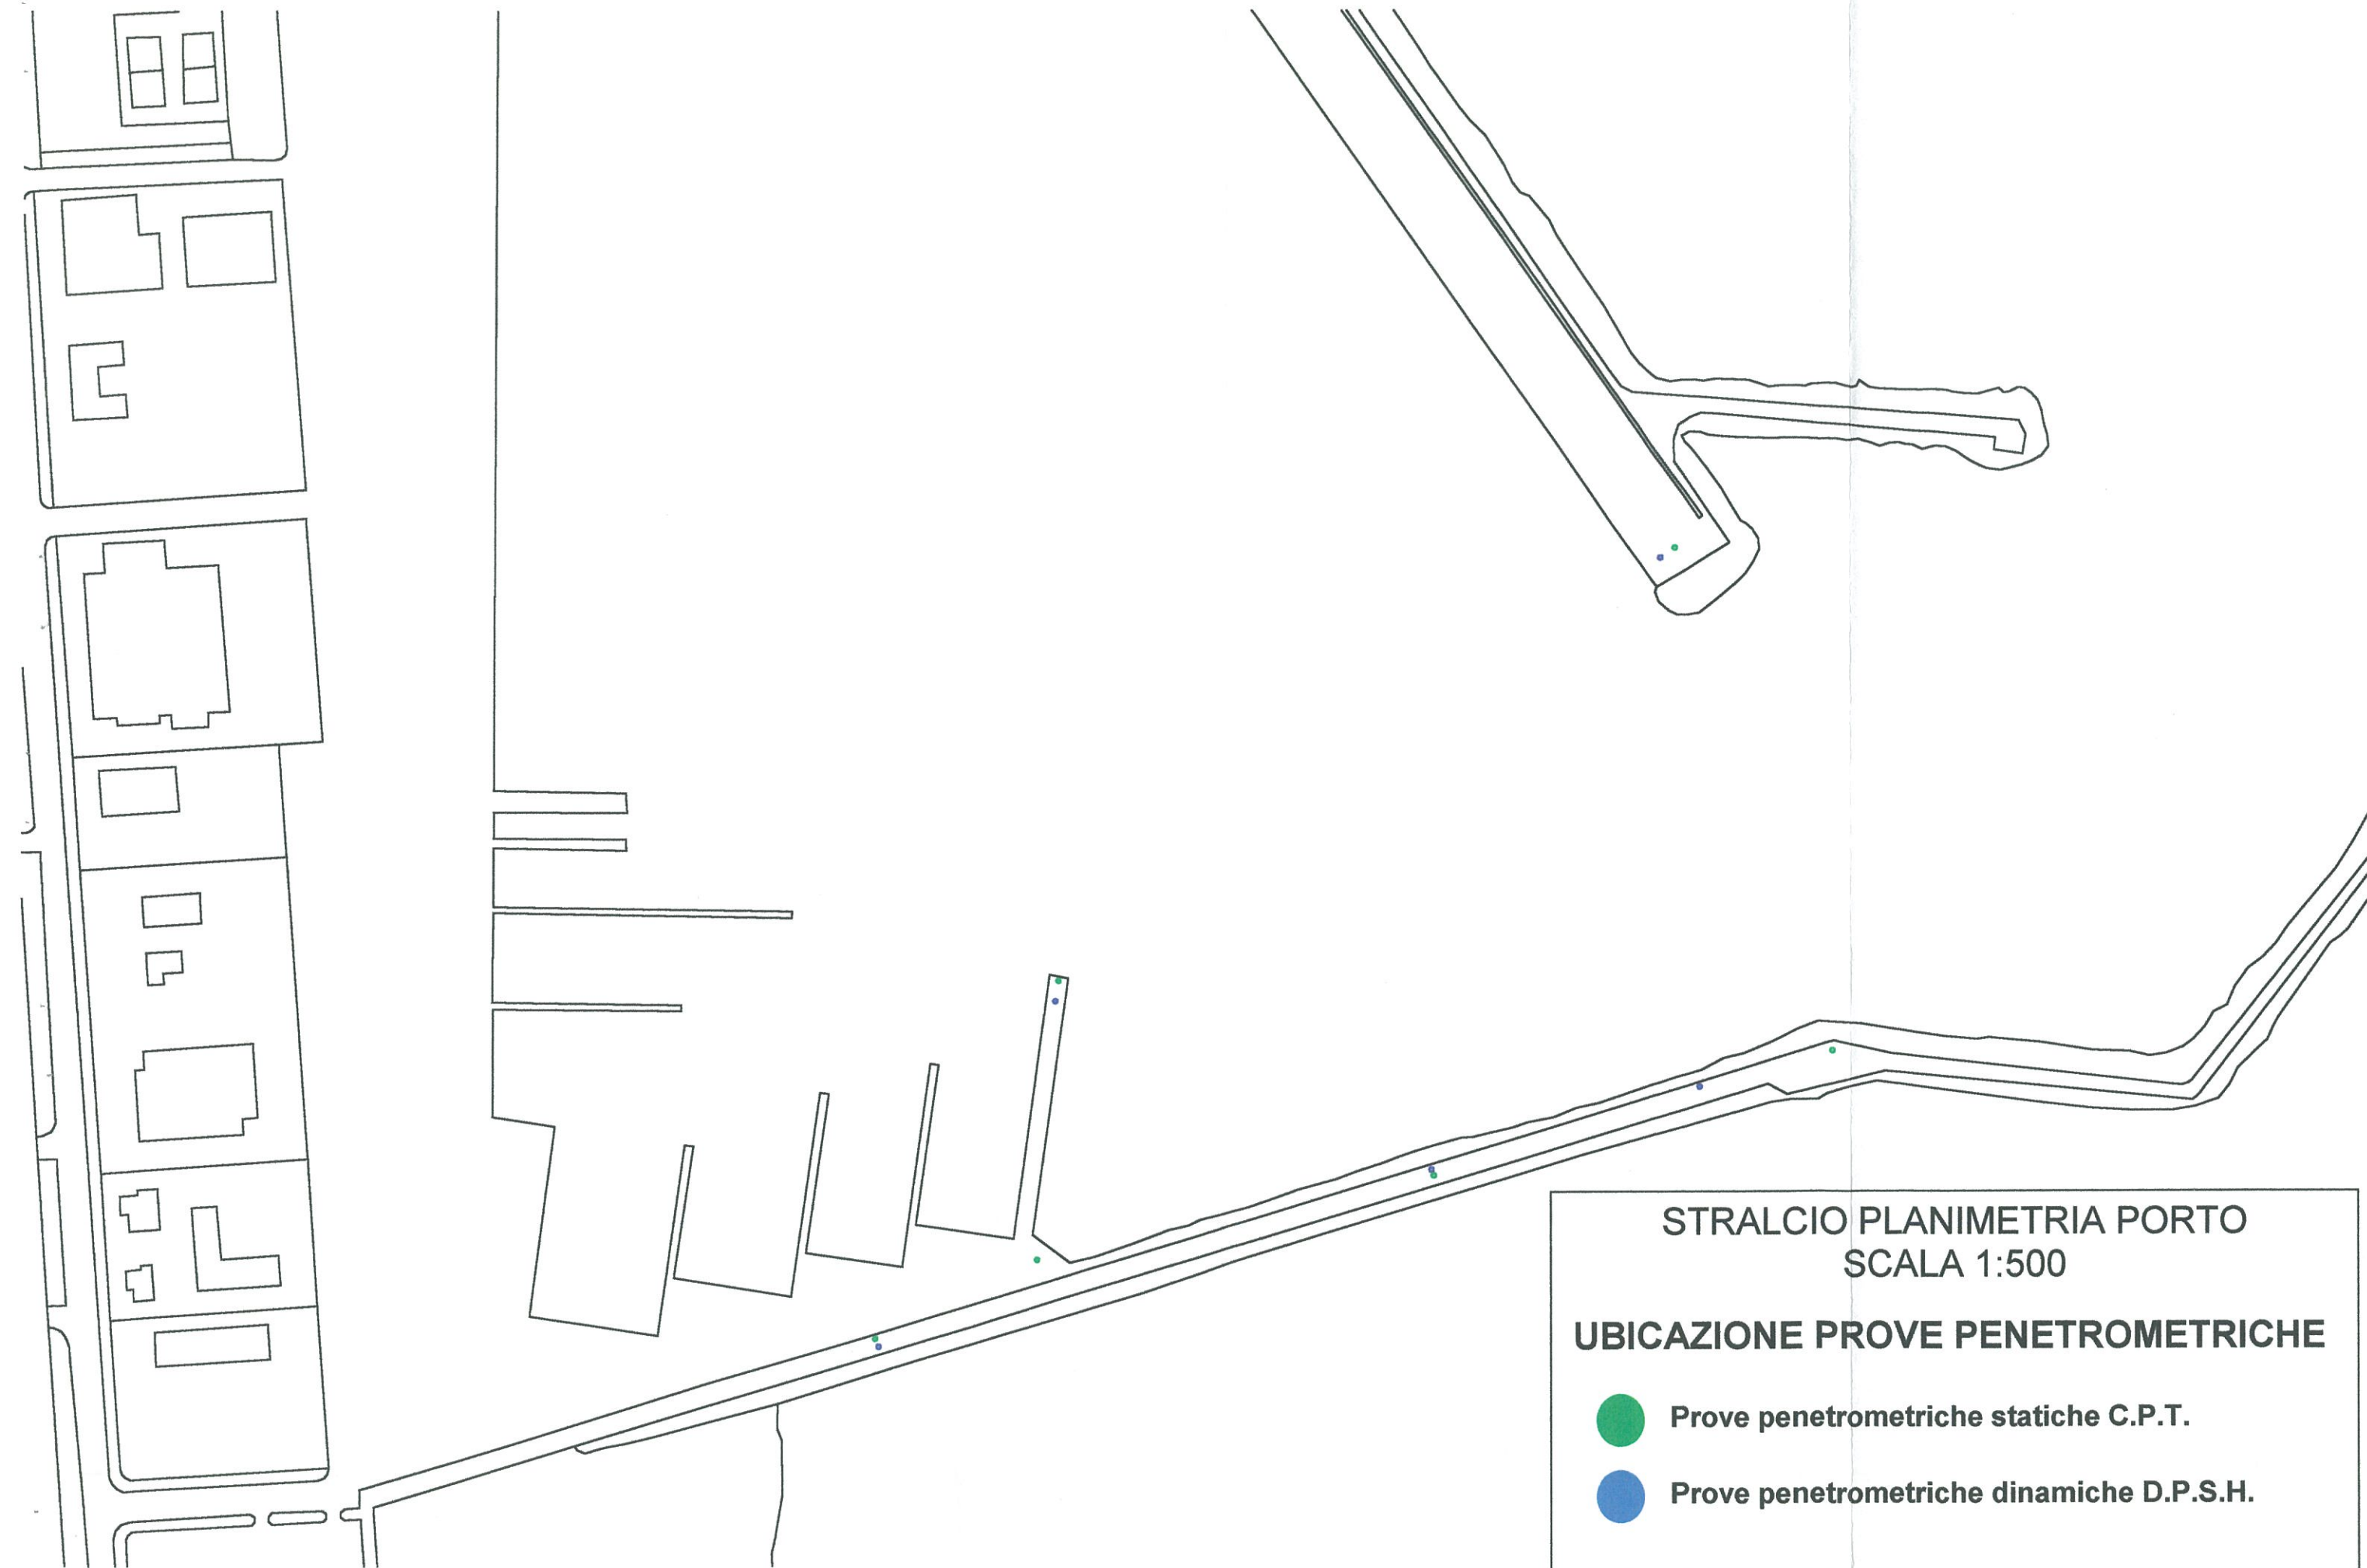 STRALCIO PLANIMETRIA PORTO
SCALA 1:500
UBICAZIONE PROVE PENETROMETRICHE
Prove penetrometriche statiche C.P.T.
Prove penetrometriche dinamiche D.P.S.H.